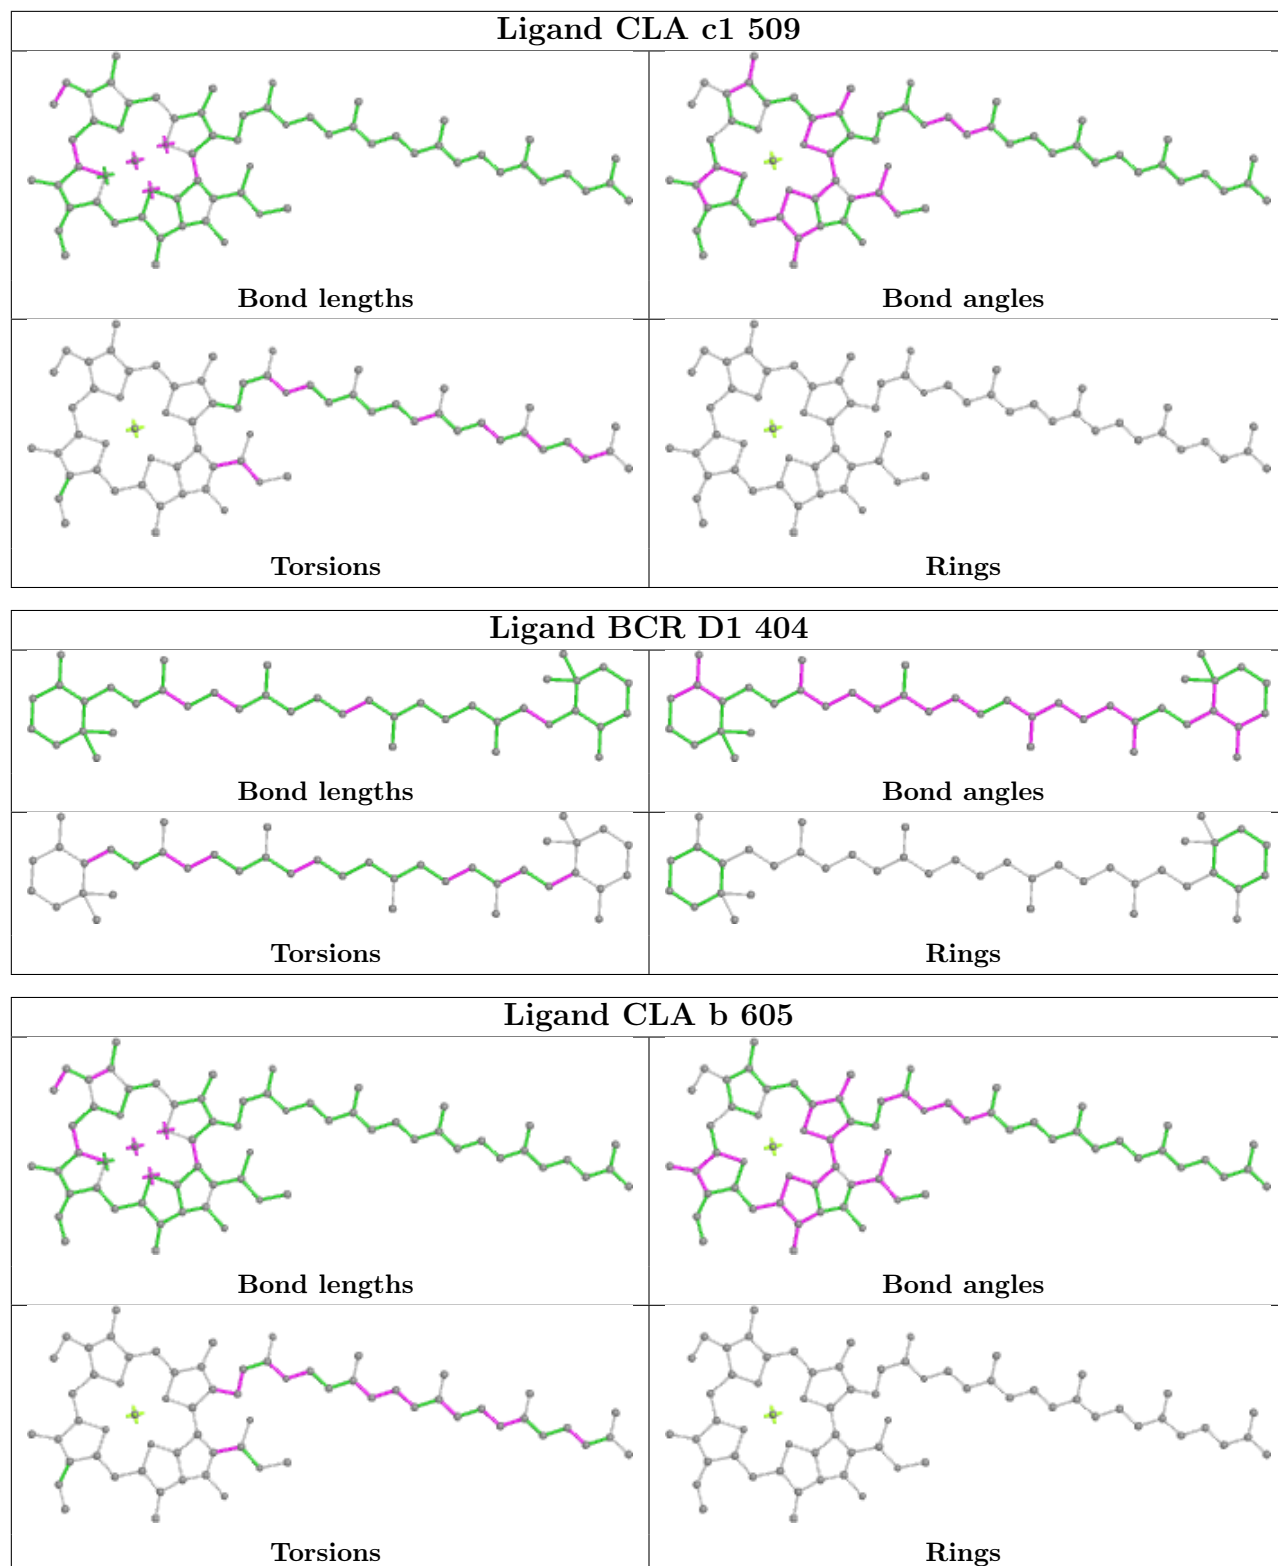 Ligand CLA c1 509
Bond lengths
Bond angles
Torsions
Rings
Ligand BCR D1 404
Bond lengths
Bond angles
Torsions
Rings
Ligand CLA b 605
Bond lengths
Bond angles
Torsions
Rings